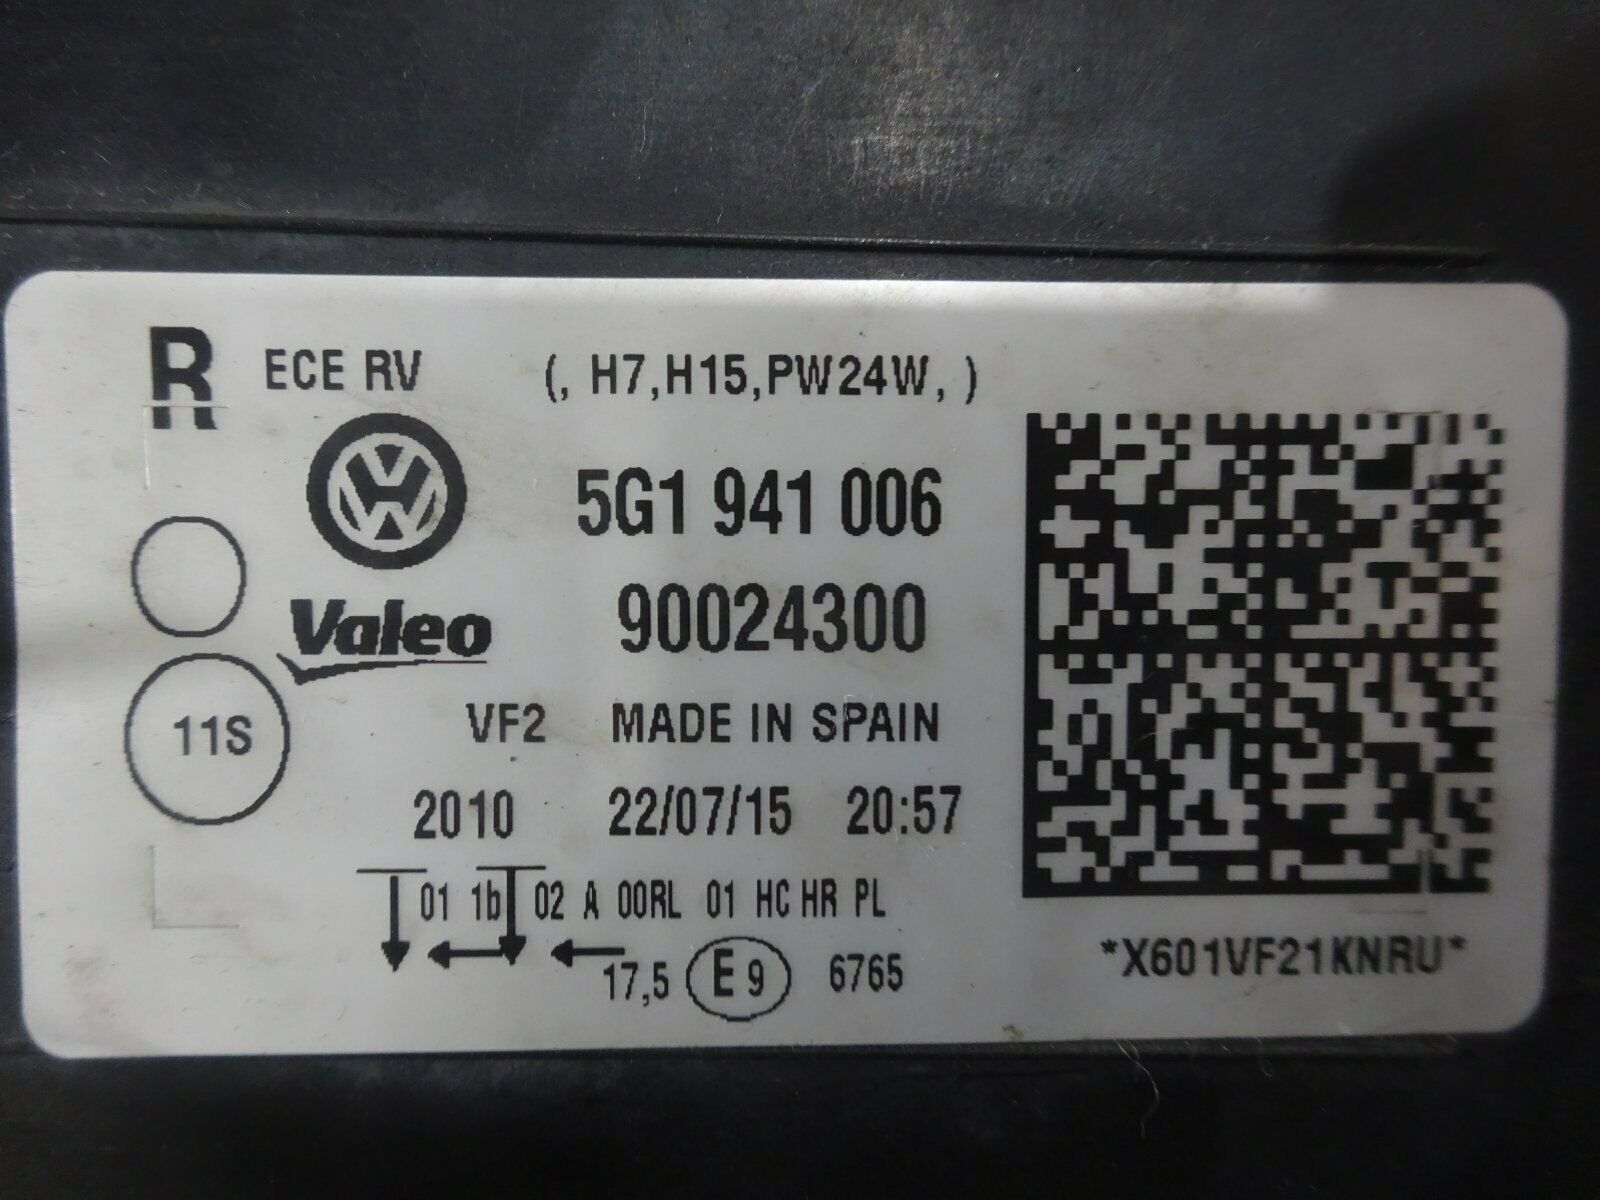 R ECE RV (, H7,H15,PW24W, )
5G1 941 006
Valeo 90024300
11S VF2 MADE IN SPAIN
2010 22/07/15 20:57
01 1b 02 A 00RL 01 HC HR PL
17,5 E9 6765
*X601VF21KNRU*